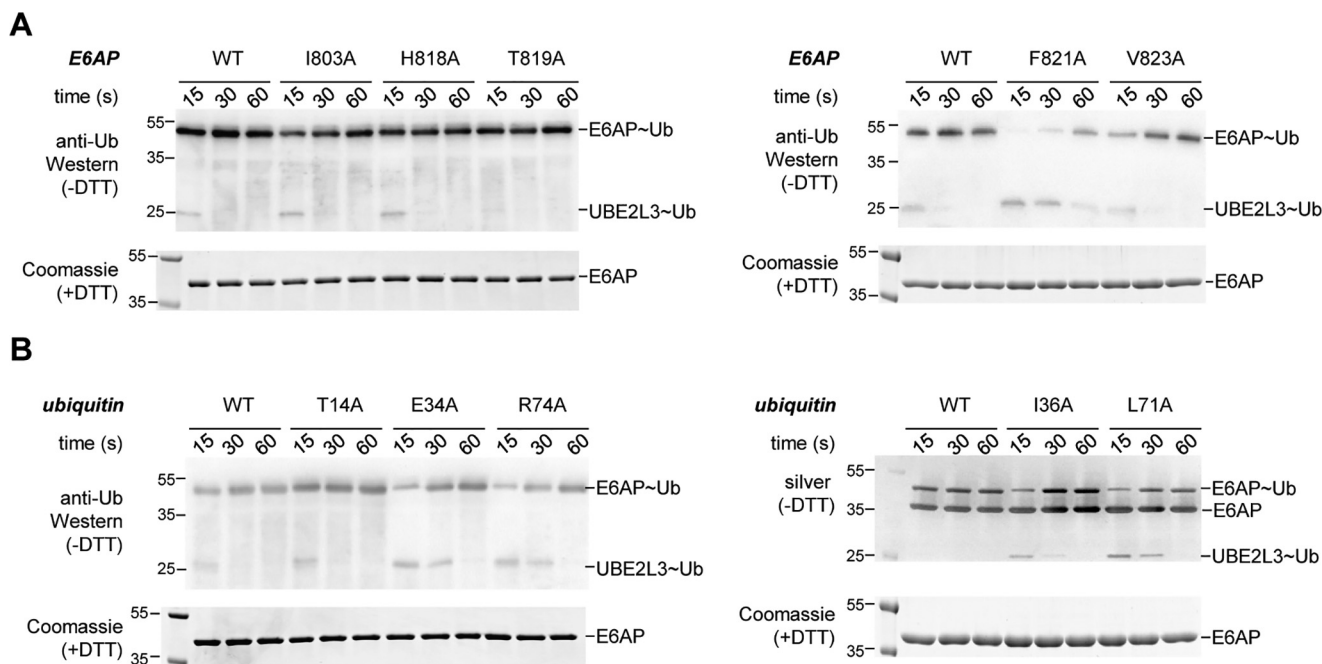 A
E6AP WT I803A H818A T819A
time (s) 15 30 60 15 30 60 15 30 60 15 30 60
anti-Ub
Western
(-DTT)
55
35
25
E6AP~Ub
UBE2L3~Ub
Coomassie
(+DTT)
55
35
E6AP
E6AP WT F821A V823A
time (s) 15 30 60 15 30 60 15 30 60
anti-Ub
Western
(-DTT)
55
35
25
E6AP~Ub
UBE2L3~Ub
Coomassie
(+DTT)
55
35
E6AP
B
ubiquitin WT T14A E34A R74A
time (s) 15 30 60 15 30 60 15 30 60 15 30 60
anti-Ub
Western
(-DTT)
55
35
25
E6AP~Ub
UBE2L3~Ub
Coomassie
(+DTT)
55
35
E6AP
ubiquitin WT I36A L71A
time (s) 15 30 60 15 30 60 15 30 60
silver
(-DTT)
55
35
25
E6AP~Ub
E6AP
UBE2L3~Ub
Coomassie
(+DTT)
55
35
E6AP